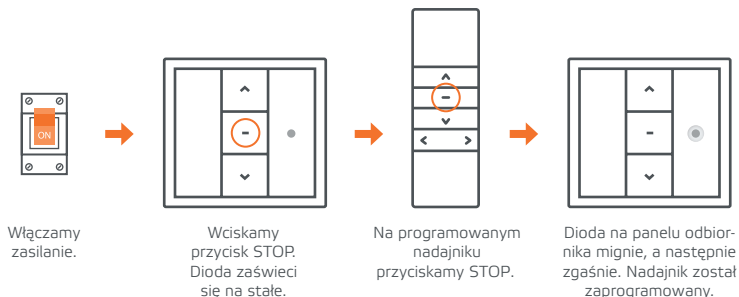 ON
Włączamy
zasilanie.
Wciskamy
przycisk STOP.
Dioda zaświeci
się na stałe.
Na programowanym
nadajniku
przyciskamy STOP.
Dioda na panelu odbior-
nika mignie, a następnie
zgaśnie. Nadajnik został
zaprogramowany.